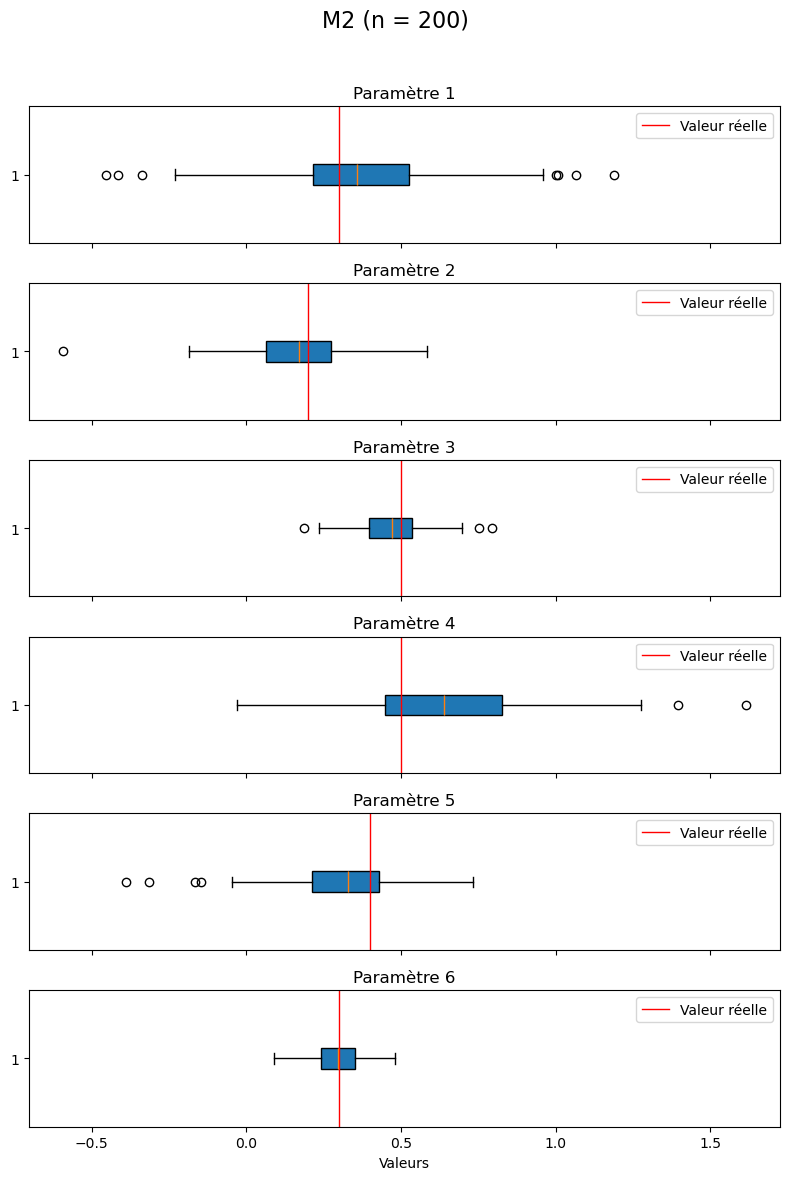 M2 (n = 200)
Paramètre 1
Valeur réelle
1
Paramètre 2
Valeur réelle
1
Paramètre 3
Valeur réelle
1
Paramètre 4
Valeur réelle
1
Paramètre 5
Valeur réelle
1
Paramètre 6
Valeur réelle
1
−0.5 0.0 0.5 1.0 1.5
Valeurs